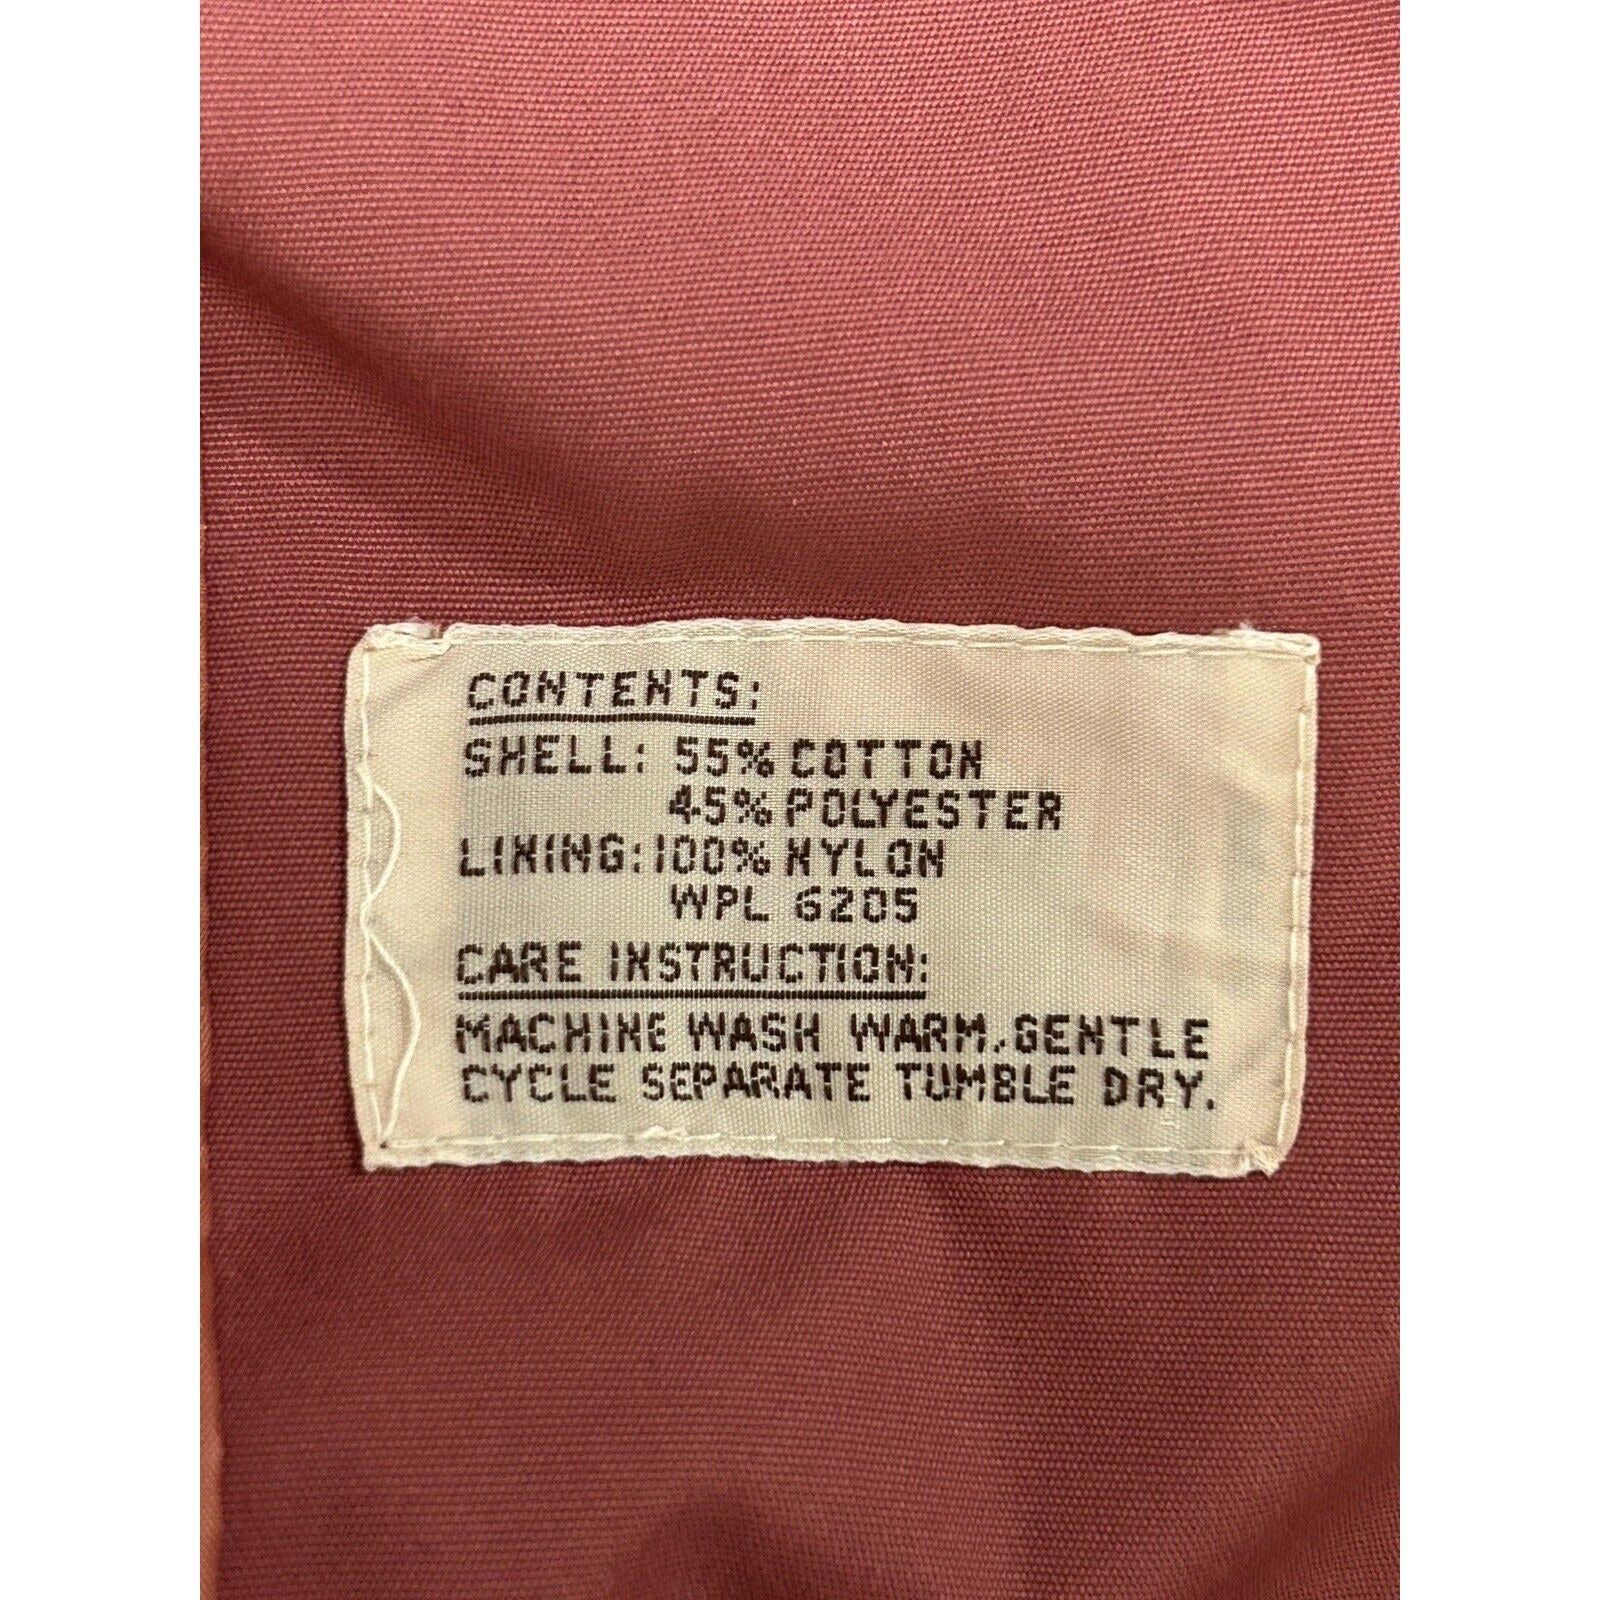 CONTENTS:
SHELL: 55% COTTON
45% POLYESTER
LINING: 100% NYLON
WPL 6205
CARE INSTRUCTION:
MACHINE WASH WARM, GENTLE
CYCLE SEPARATE TUMBLE DRY.